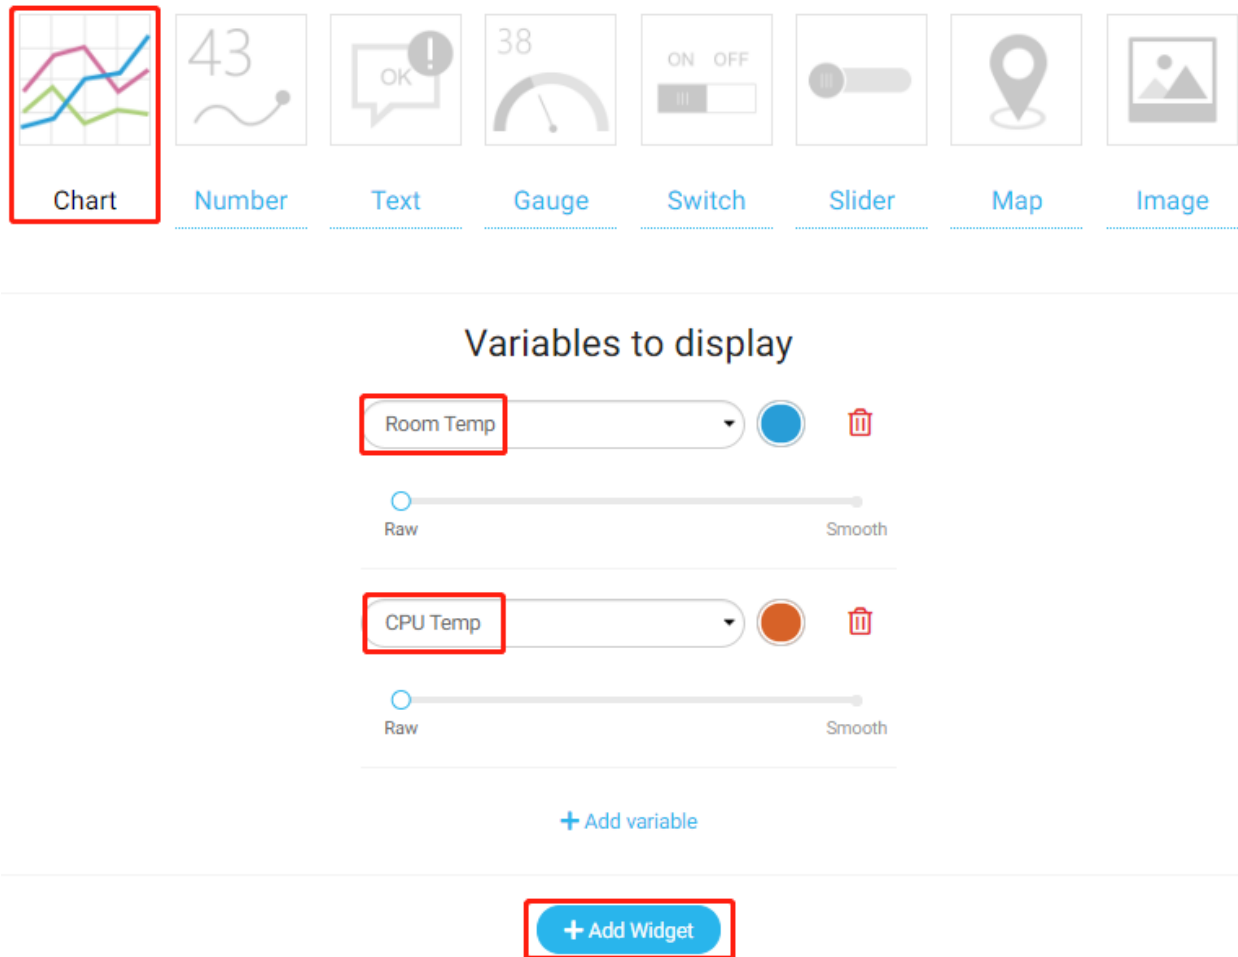 43
OK
!
38
ON OFF
Chart Number Text Gauge Switch Slider Map Image
Variables to display
Room Temp
Raw Smooth
CPU Temp
Raw Smooth
+ Add variable
+ Add Widget